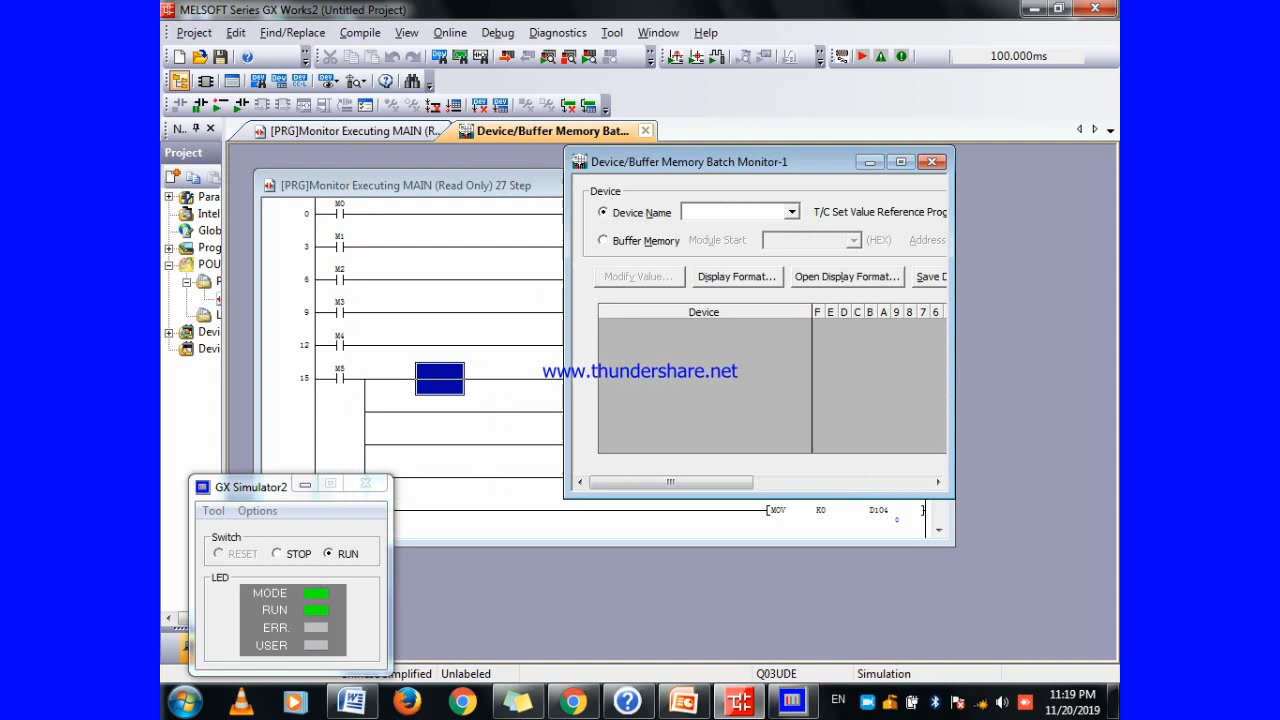 MELSOFT Series GX Works2 (Untitled Project)
Project Edit Find/Replace Compile View Online Debug Diagnostics Tool Window Help
100.000ms
N..
[PRG]Monitor Executing MAIN (R...
Device/Buffer Memory Bat...
Project
Para
Intel
Glob
Prog
POU
P
L
Devi
Devi
[PRG]Monitor Executing MAIN (Read Only) 27 Step
M0
0
M1
3
M2
6
M3
9
M4
12
M5
15
[MOV K0 D104 ]
0
Device/Buffer Memory Batch Monitor-1
Device
Device Name
T/C Set Value Reference Prog
Buffer Memory Module Start (HEX) Address
Modify Value... Display Format... Open Display Format... Save D
Device F E D C B A 9 8 7 6
www.thundershare.net
GX Simulator2
Tool Options
Switch
RESET STOP RUN
LED
MODE
RUN
ERR.
USER
Simplified Unlabeled Q03UDE Simulation
EN
11:19 PM
11/20/2019